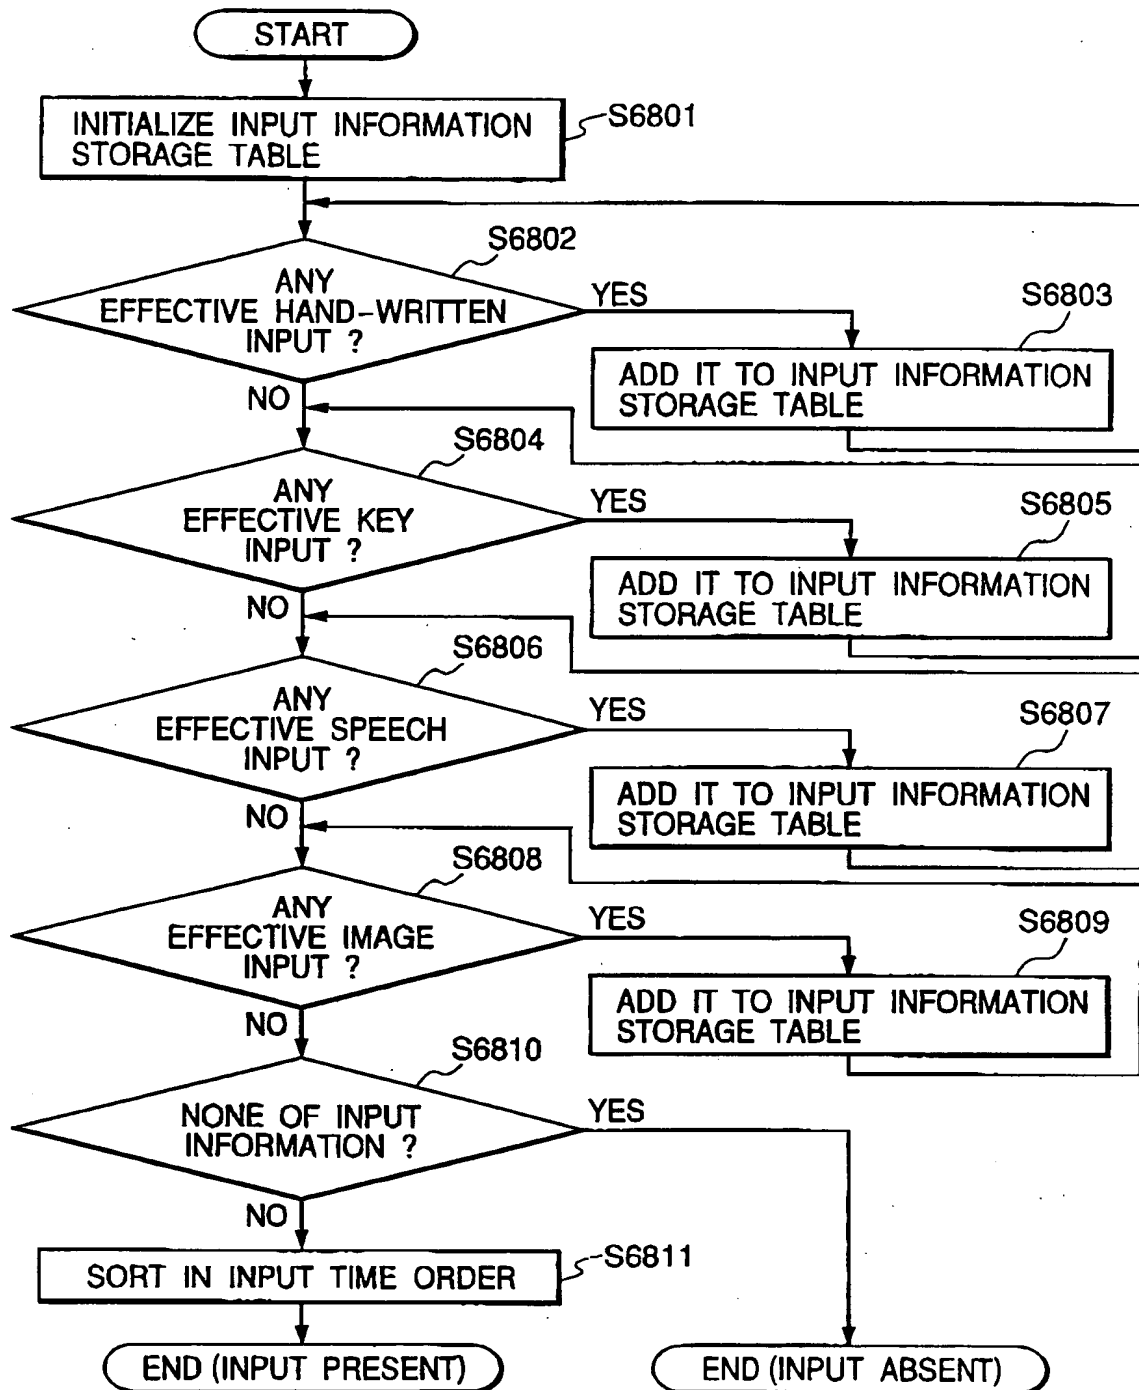 START
INITIALIZE INPUT INFORMATION
STORAGE TABLE
S6801
S6802
ANY
EFFECTIVE HAND-WRITTEN
INPUT ?
YES
NO
S6803
ADD IT TO INPUT INFORMATION
STORAGE TABLE
S6804
ANY
EFFECTIVE KEY
INPUT ?
YES
NO
S6805
ADD IT TO INPUT INFORMATION
STORAGE TABLE
S6806
ANY
EFFECTIVE SPEECH
INPUT ?
YES
NO
S6807
ADD IT TO INPUT INFORMATION
STORAGE TABLE
S6808
ANY
EFFECTIVE IMAGE
INPUT ?
YES
NO
S6809
ADD IT TO INPUT INFORMATION
STORAGE TABLE
S6810
NONE OF INPUT
INFORMATION ?
YES
NO
S6811
SORT IN INPUT TIME ORDER
END (INPUT PRESENT)
END (INPUT ABSENT)